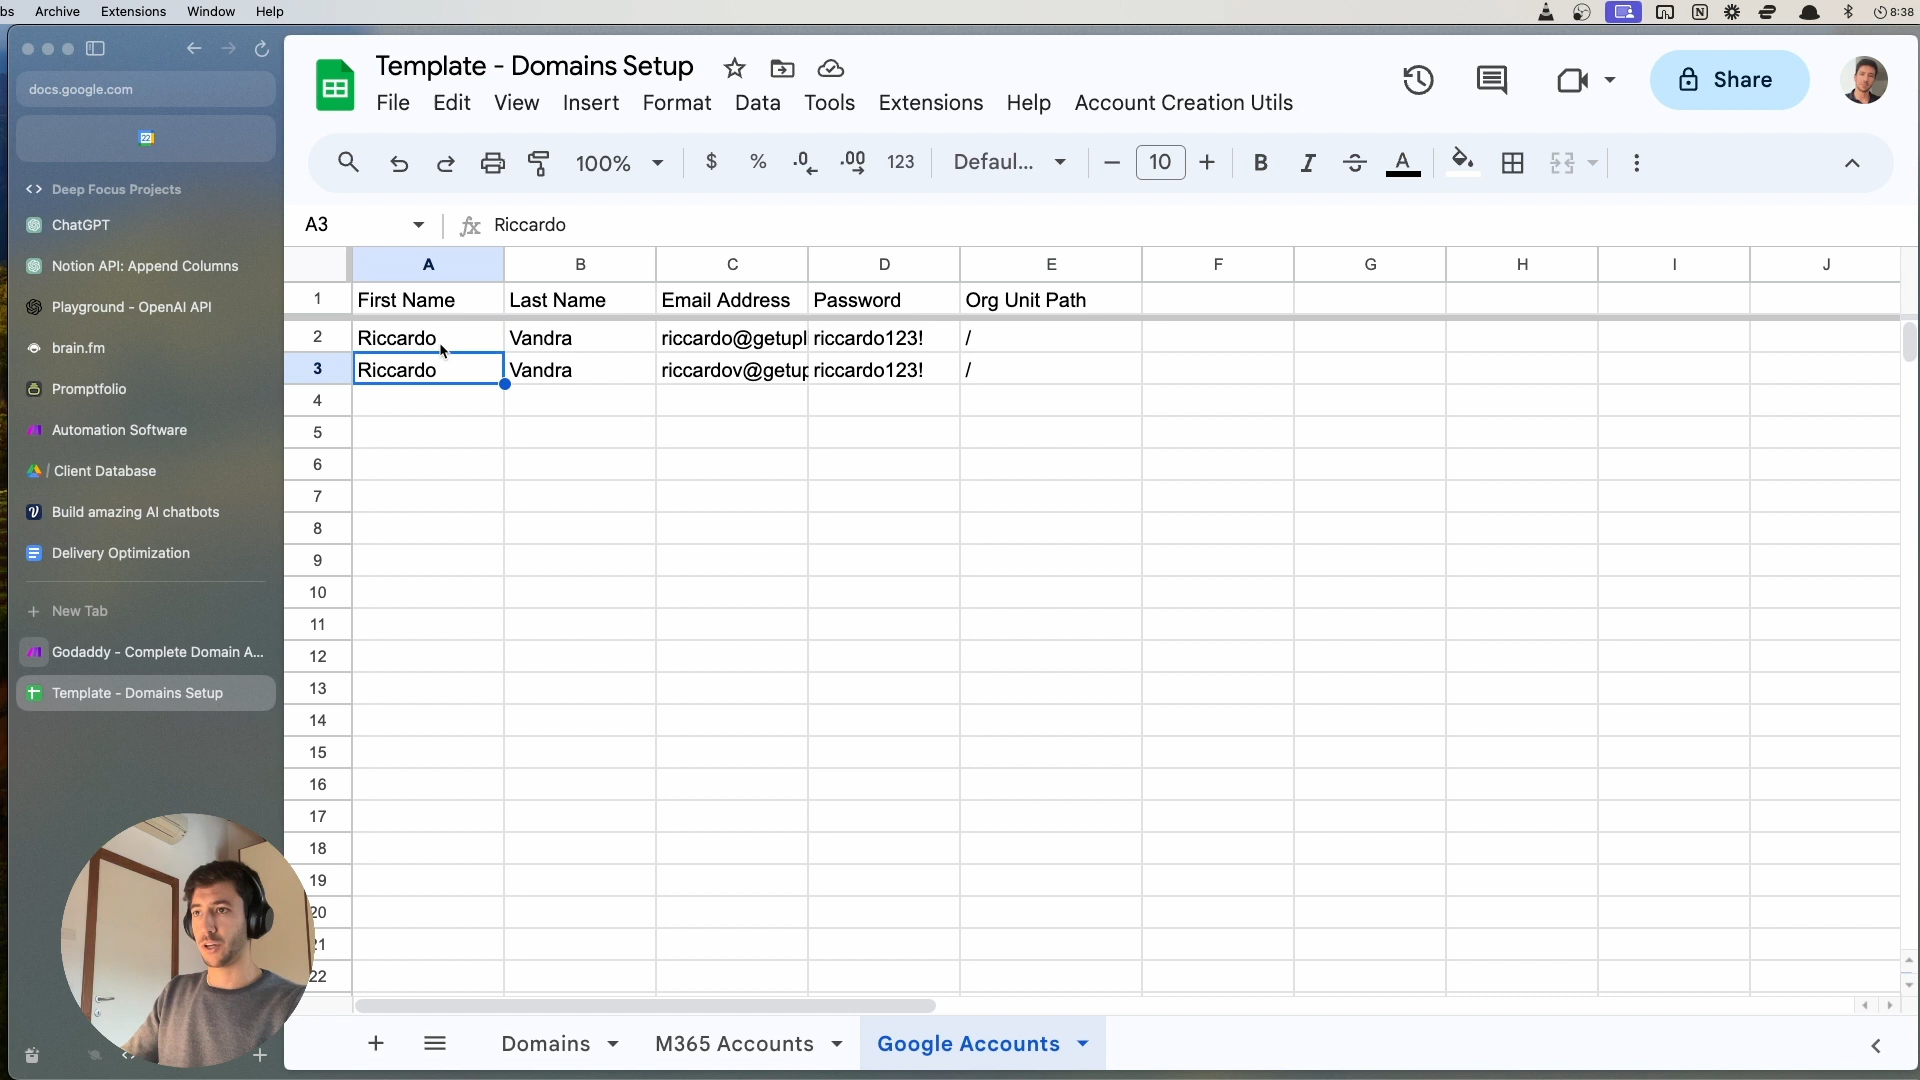 bs Archive Extensions Window Help
8:38
docs.google.com
22
Deep Focus Projects
ChatGPT
Notion API: Append Columns
Playground - OpenAI API
brain.fm
Promptfolio
Automation Software
/ Client Database
Build amazing AI chatbots
Delivery Optimization
+ New Tab
Godaddy - Complete Domain A...
Template - Domains Setup
Template - Domains Setup
Share
File Edit View Insert Format Data Tools Extensions Help Account Creation Utils
100% $ % .0 .00 123 Defaul... — 10 + B I A
A3 fx Riccardo
A B C D E F G H I J
1 First Name Last Name Email Address Password Org Unit Path
2 Riccardo Vandra riccardo@getupl riccardo123! /
3 Riccardo Vandra riccardov@getup riccardo123! /
4
5
6
7
8
9
10
11
12
13
14
15
16
17
18
19
20
21
22
+ Domains M365 Accounts Google Accounts